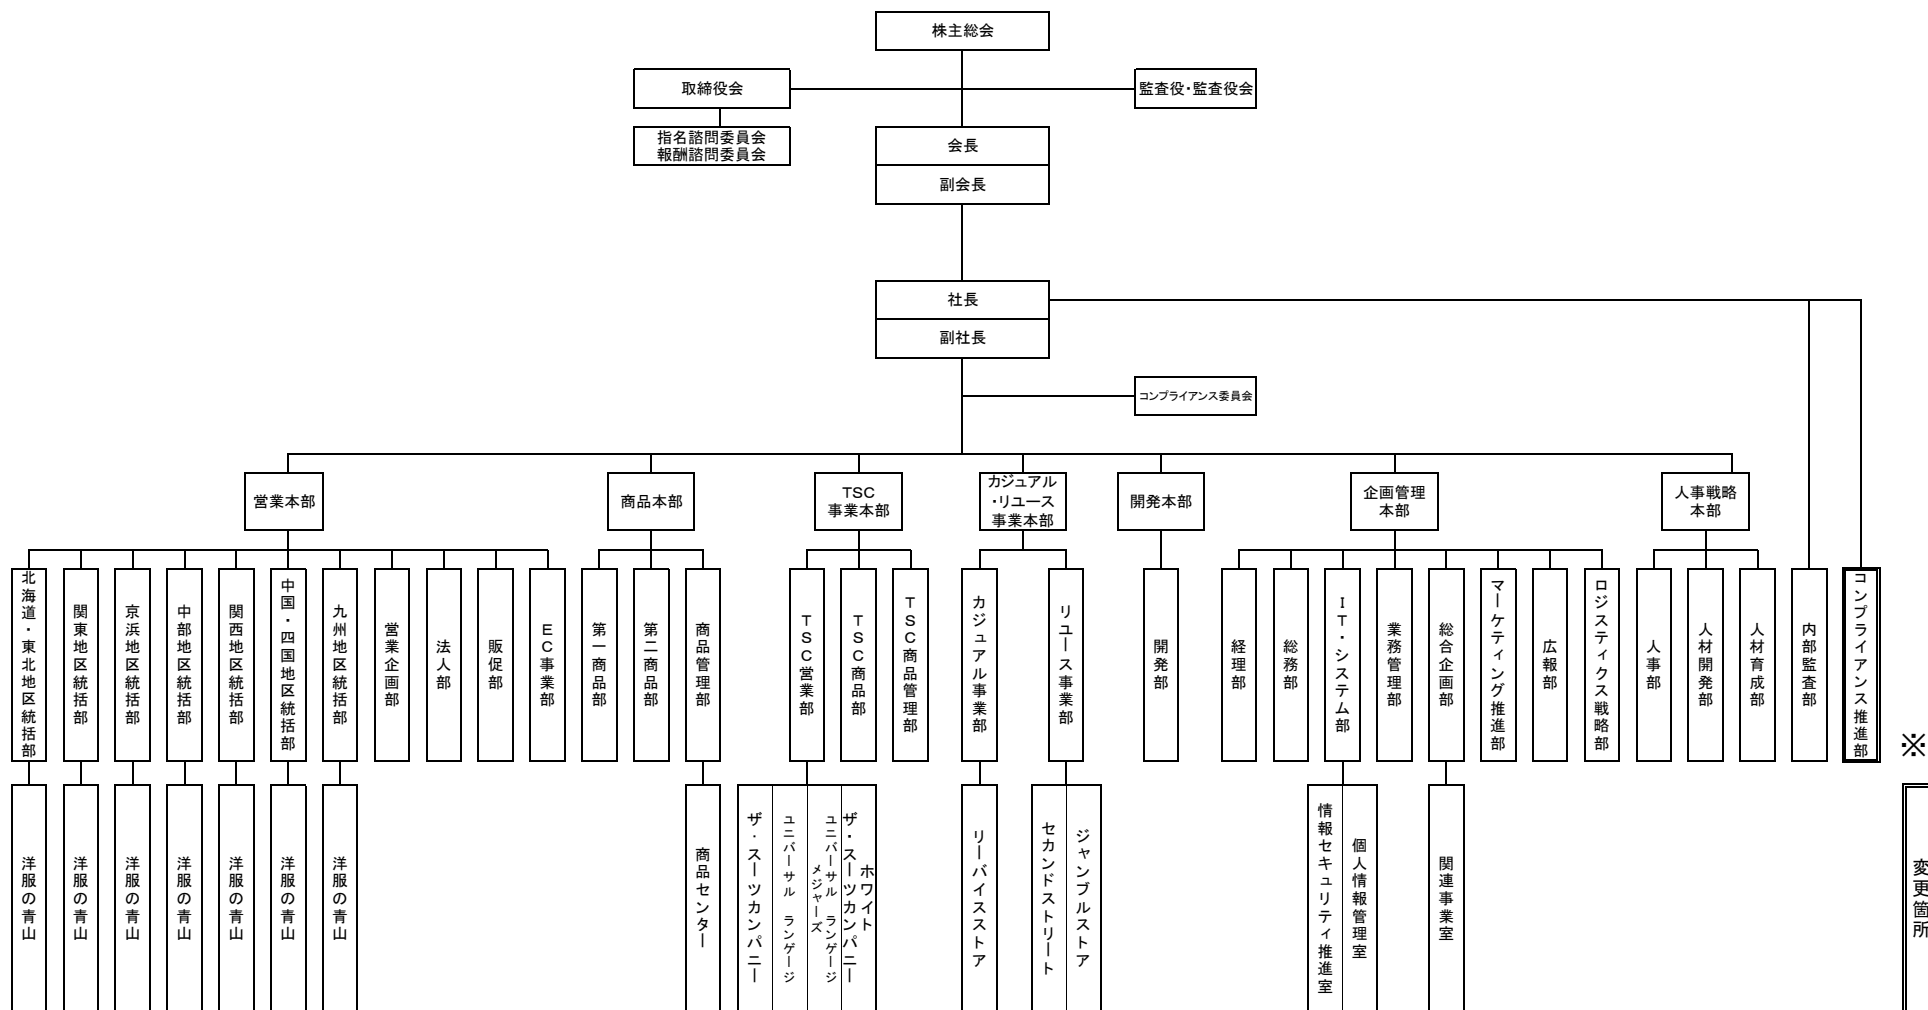 株主総会
取締役会
監査役・監査役会
指名諮問委員会
報酬諮問委員会
会長
副会長
社長
副社長
コンプライアンス委員会
営業本部
商品本部
TSC
事業本部
カジュアル
・リユース
事業本部
開発本部
企画管理
本部
人事戦略
本部
北海道・東北地区統括部
関東地区統括部
京浜地区統括部
中部地区統括部
関西地区統括部
中国・四国地区統括部
九州地区統括部
営業企画部
法人部
販促部
EC事業部
第一商品部
第二商品部
商品管理部
TSC営業部
TSC商品部
TSC商品管理部
カジュアル事業部
リユース事業部
開発部
経理部
総務部
IT・システム部
業務管理部
総合企画部
マーケティング推進部
広報部
ロジスティクス戦略部
人事部
人材開発部
人材育成部
内部監査部
コンプライアンス推進部
※
洋服の青山
洋服の青山
洋服の青山
洋服の青山
洋服の青山
洋服の青山
洋服の青山
商品センター
ザ・スーツカンパニー
ユニバーサル ランゲージ
ユニバーサル ランゲージ
メジャーズ
ホワイト
ザ・スーツカンパニー
リーバイスストア
セカンドストリート
ジャンブルストア
情報セキュリティ推進室
個人情報管理室
関連事業室
変更箇所